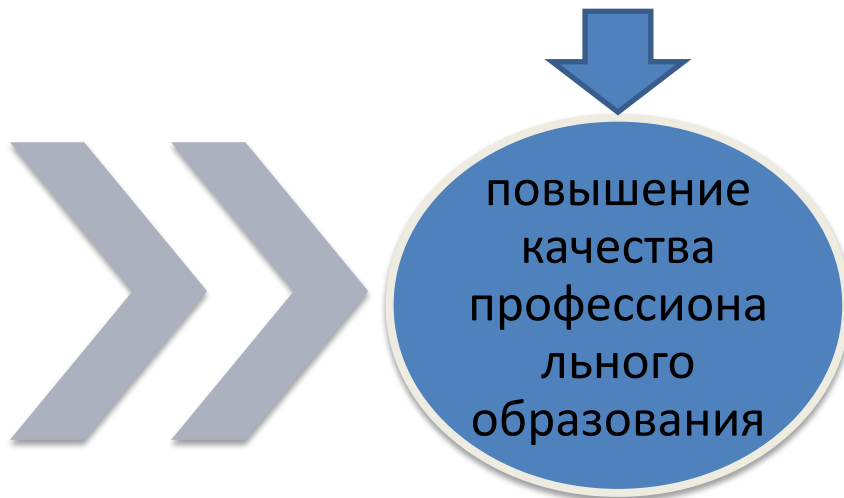 повышение
качества
профессиона
льного
образования